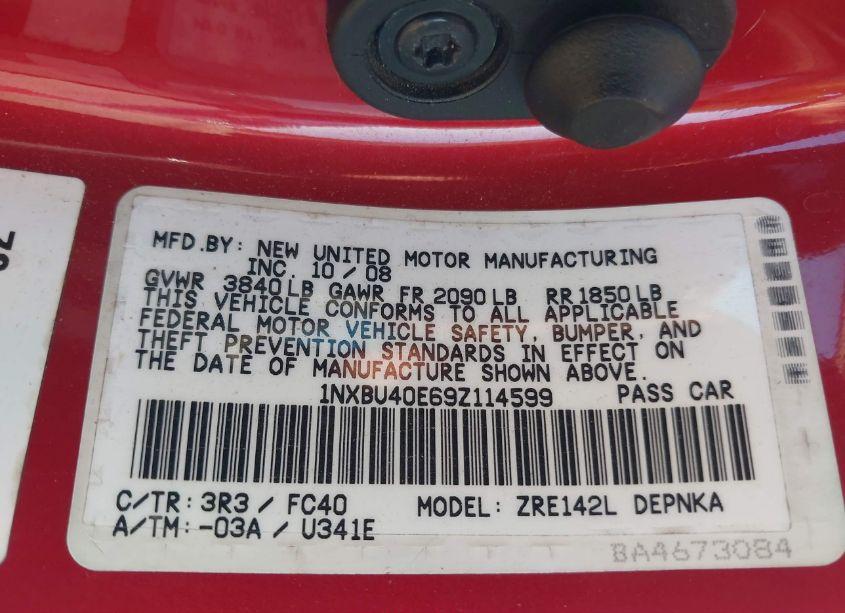 MFD.BY: NEW UNITED MOTOR MANUFACTURING
INC. 10 / 08
GVWR 3840 LB GAWR FR 2090 LB RR 1850 LB
THIS VEHICLE CONFORMS TO ALL APPLICABLE
FEDERAL MOTOR VEHICLE SAFETY, BUMPER, AND
THEFT PREVENTION STANDARDS IN EFFECT ON
THE DATE OF MANUFACTURE SHOWN ABOVE.
1NXBU40E69Z114599 PASS CAR
C/TR: 3R3 / FC40 MODEL: ZRE142L DEPNKA
A/TM: -03A / U341E
BA4673084